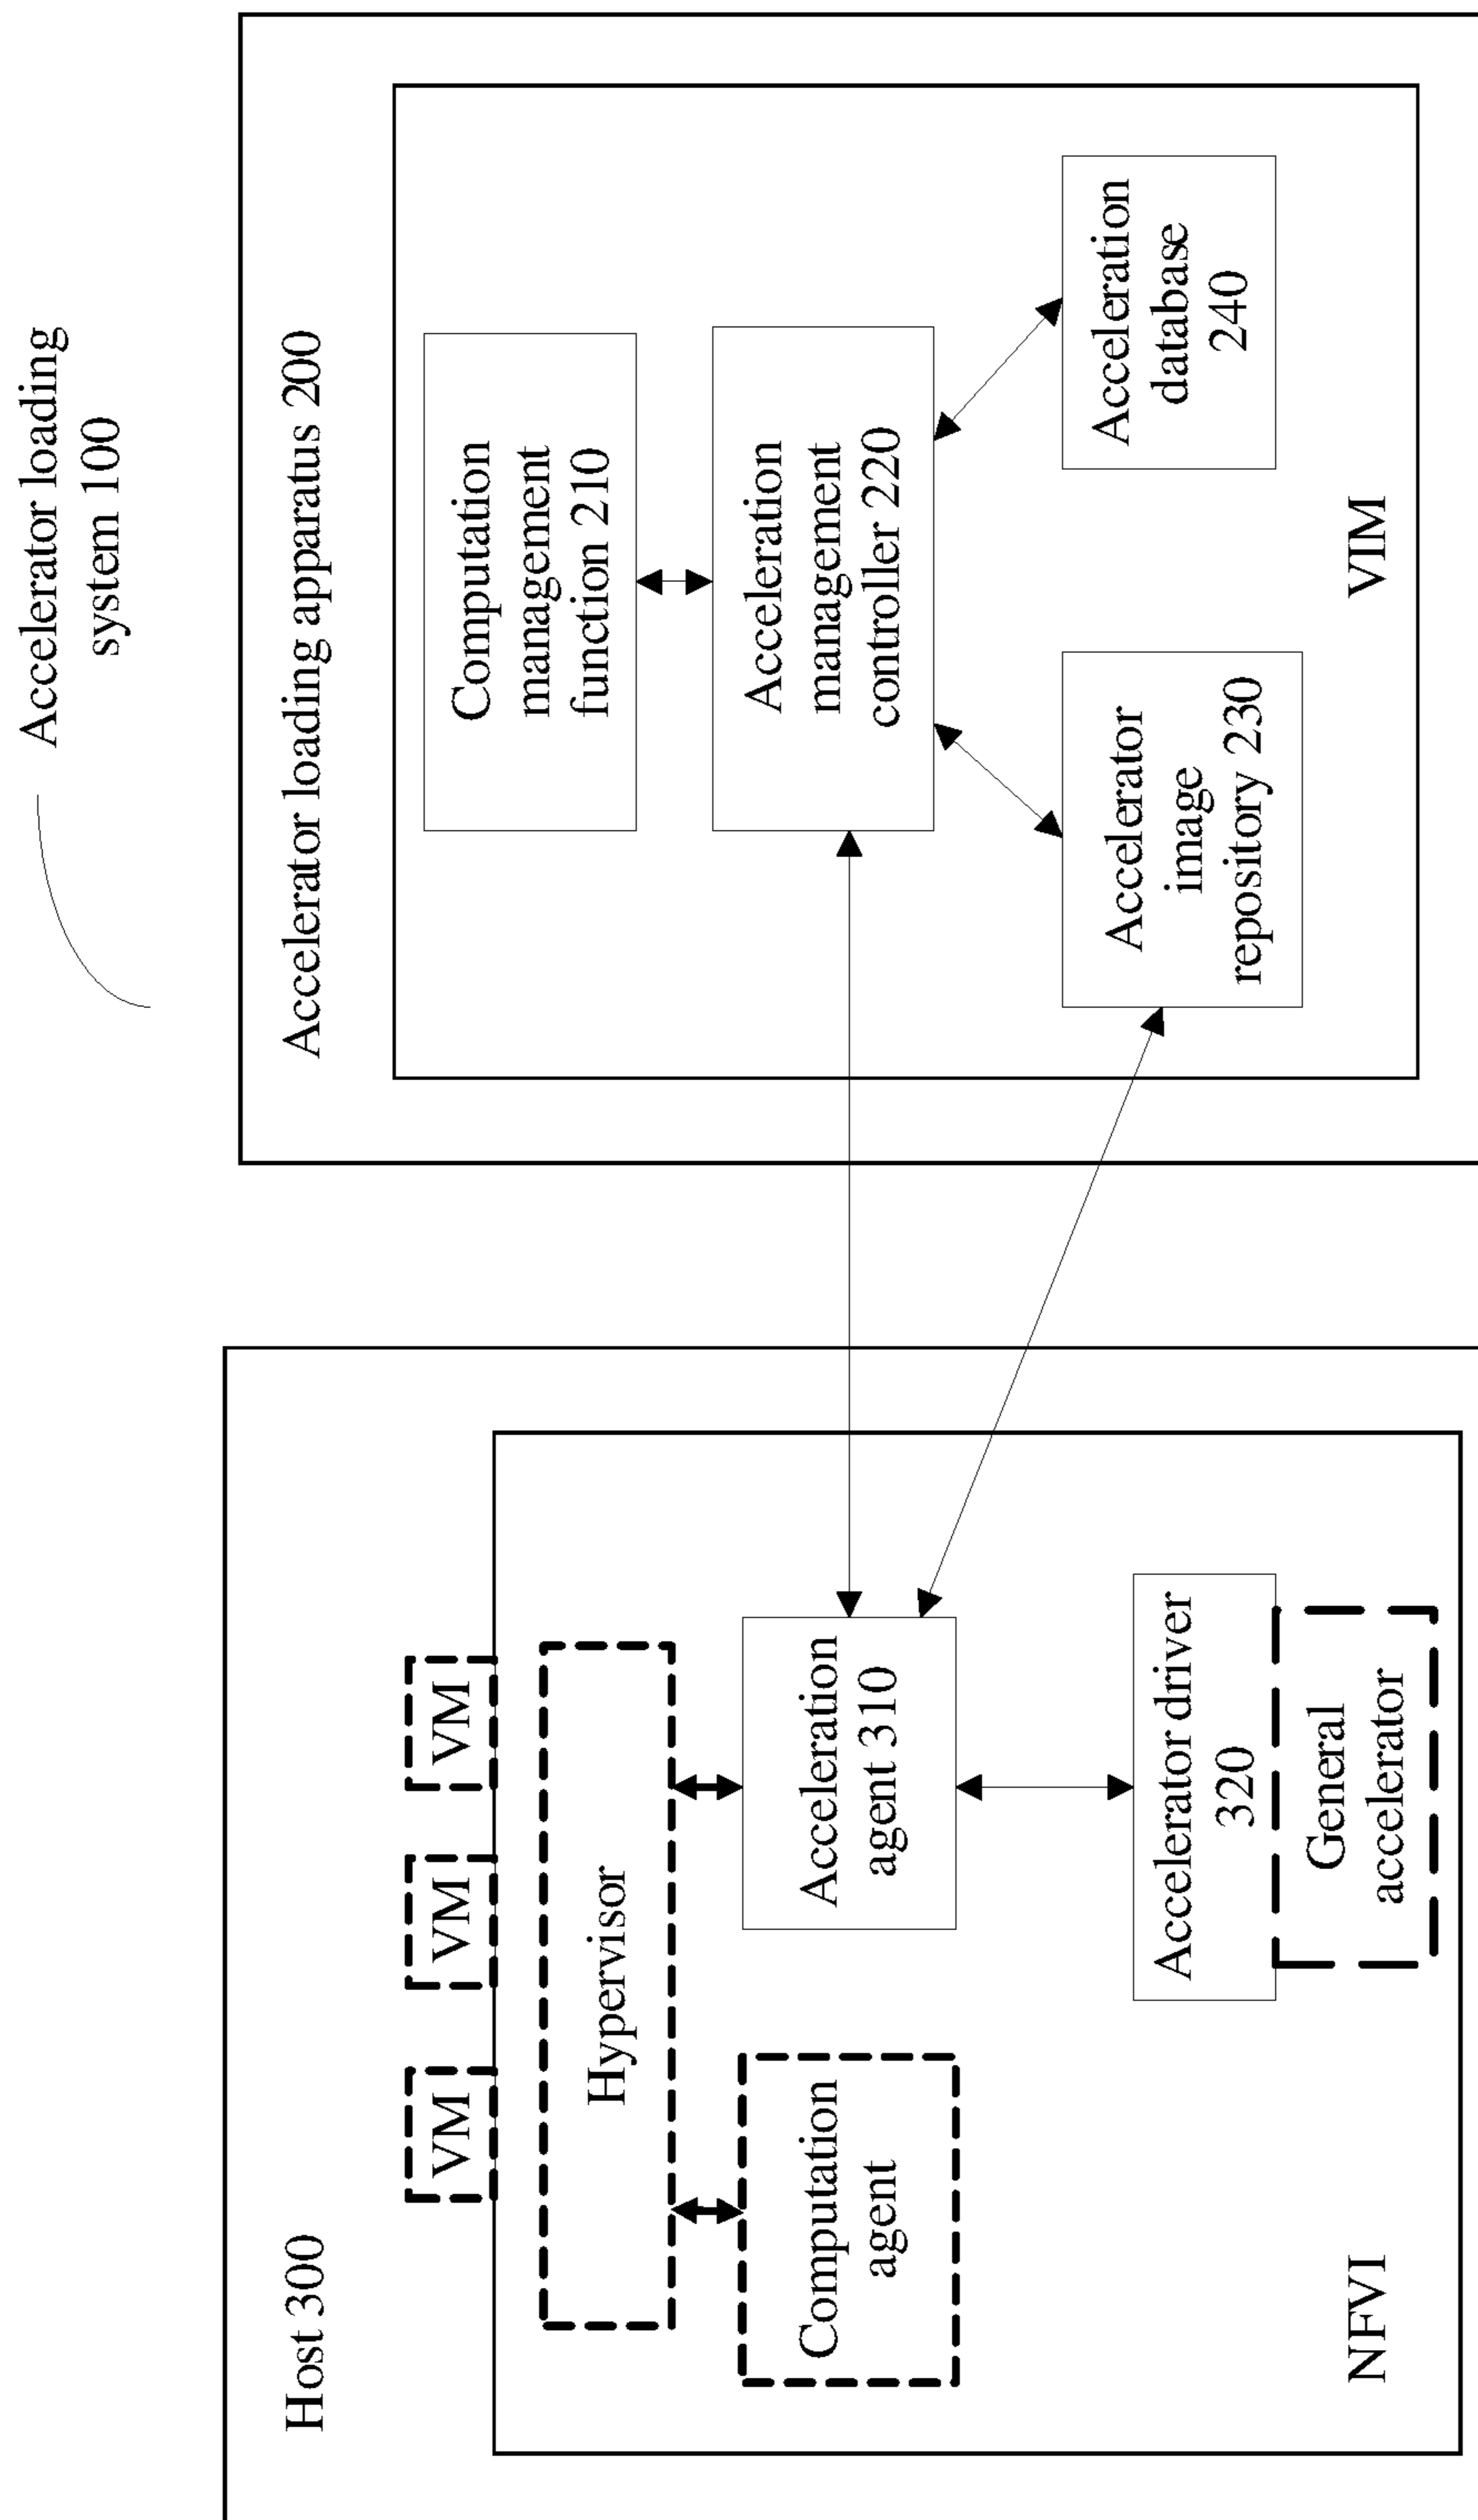 Accelerator loading
system 100
Host 300
VM
VM
VM
Hypervisor
Computation
agent
Acceleration
agent 310
Accelerator driver
320
General
accelerator
NFVI
Accelerator loading apparatus 200
Computation
management
function 210
Acceleration
management
controller 220
Accelerator
image
repository 230
Acceleration
database
240
VIM